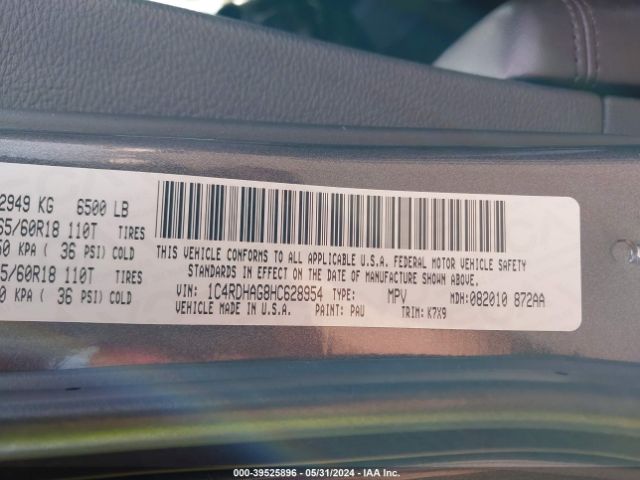 2949 KG 6500 LB
65/60R18 110T TIRES
50 KPA ( 36 PSI) COLD
5/60R18 110T TIRES
0 KPA ( 36 PSI) COLD
THIS VEHICLE CONFORMS TO ALL APPLICABLE U.S.A. FEDERAL MOTOR VEHICLE SAFETY
STANDARDS IN EFFECT ON THE DATE OF MANUFACTURE SHOWN ABOVE.
VIN: 1C4RDHAG8HC628954 TYPE: MPV MDH: 082010 872AA
VEHICLE MADE IN U.S.A. PAINT: PAU TRIM: K7X9
000-39525896 - 05/31/2024 - IAA Inc.